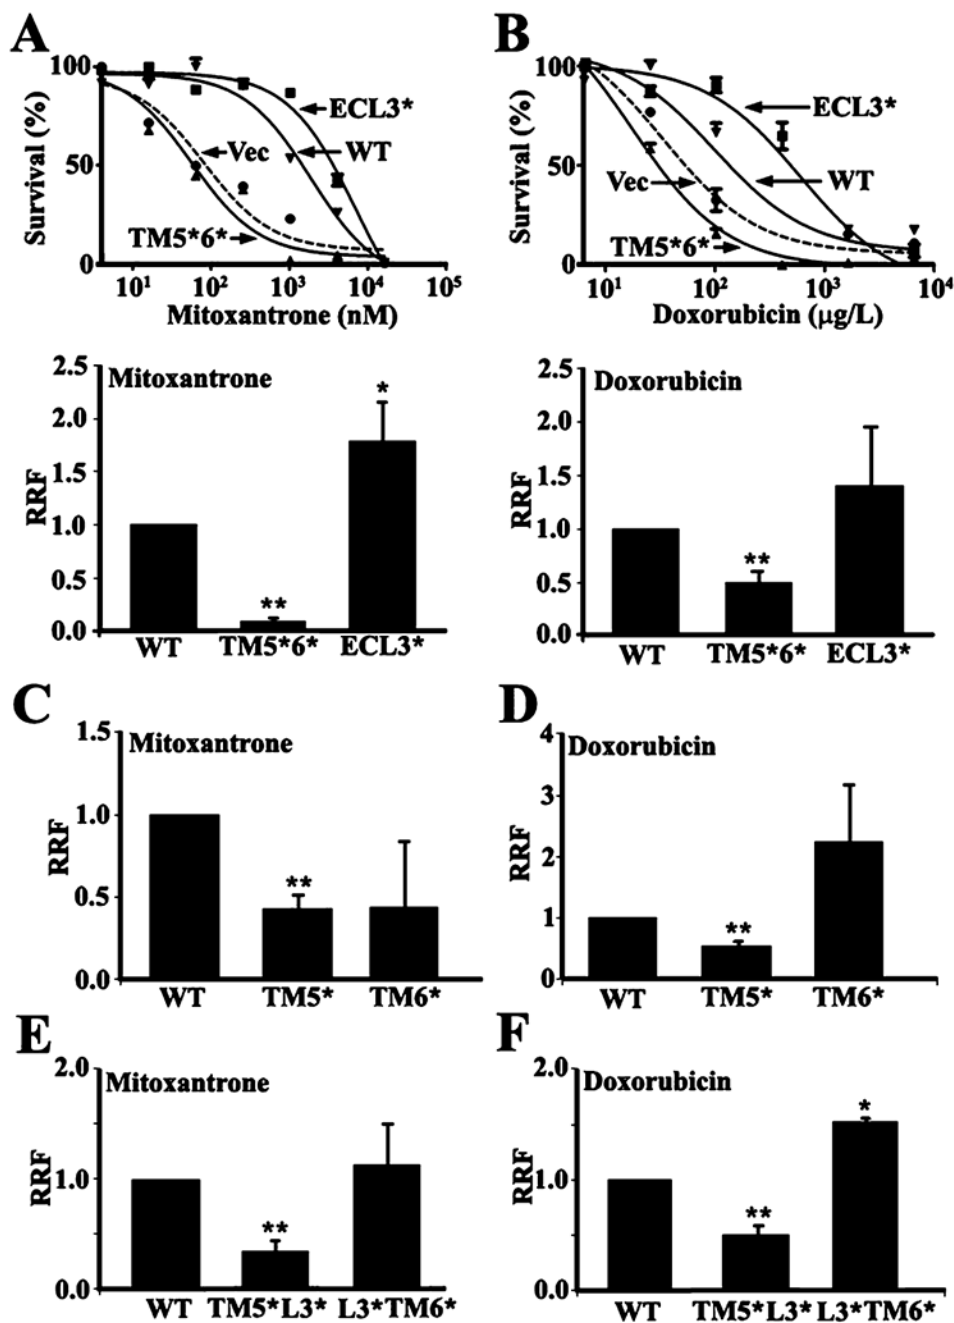 A
B
100
50
0
Survival (%)
ECL3*
Vec
WT
TM5*6*
10¹ 10² 10³ 10⁴ 10⁵
Mitoxantrone (nM)
100
50
0
Survival (%)
ECL3*
WT
Vec
TM5*6*
10¹ 10² 10³ 10⁴
Doxorubicin (µg/L)
2.5
2.0
1.5
1.0
0.5
0.0
RRF
Mitoxantrone
*
**
WT TM5*6* ECL3*
2.5
2.0
1.5
1.0
0.5
0.0
RRF
Doxorubicin
**
WT TM5*6* ECL3*
C
1.5
1.0
0.5
0.0
RRF
Mitoxantrone
**
WT TM5* TM6*
D
4
3
2
1
0
RRF
Doxorubicin
**
WT TM5* TM6*
E
2.0
1.0
0.0
RRF
Mitoxantrone
**
WT TM5*L3* L3*TM6*
F
2.0
1.0
0.0
RRF
Doxorubicin
*
**
WT TM5*L3* L3*TM6*